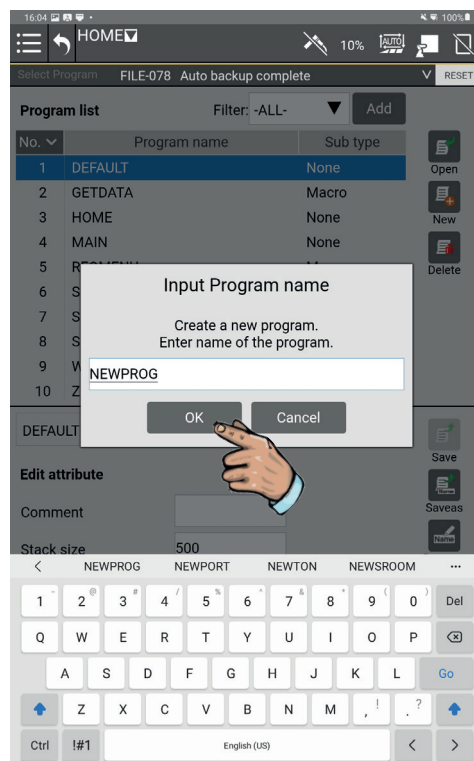 16:04 100%
HOME
10% AUTO
Select Program FILE-078 Auto backup complete RESET
Program list Filter: -ALL- Add
No. Program name Sub type
1 DEFAULT None
Open
2 GETDATA Macro
3 HOME None
New
4 MAIN None
5
Delete
6 S
7 S
8 S
9 W
10 Z
Input Program name
Create a new program.
Enter name of the program.
NEWPROG
OK Cancel
DEFAULT
Save
Edit attribute
Comment
Saveas
Stack size 500
Name
< NEWPROG NEWPORT NEWTON NEWSROOM ...
1 - 2 @ 3 # 4 / 5 % 6 ^ 7 & 8 * 9 ( 0 ) Del
Q W E R T Y U I O P
A S D F G H J K L Go
Z X C V B N M , ! . ?
Ctrl !#1 English (US) < >